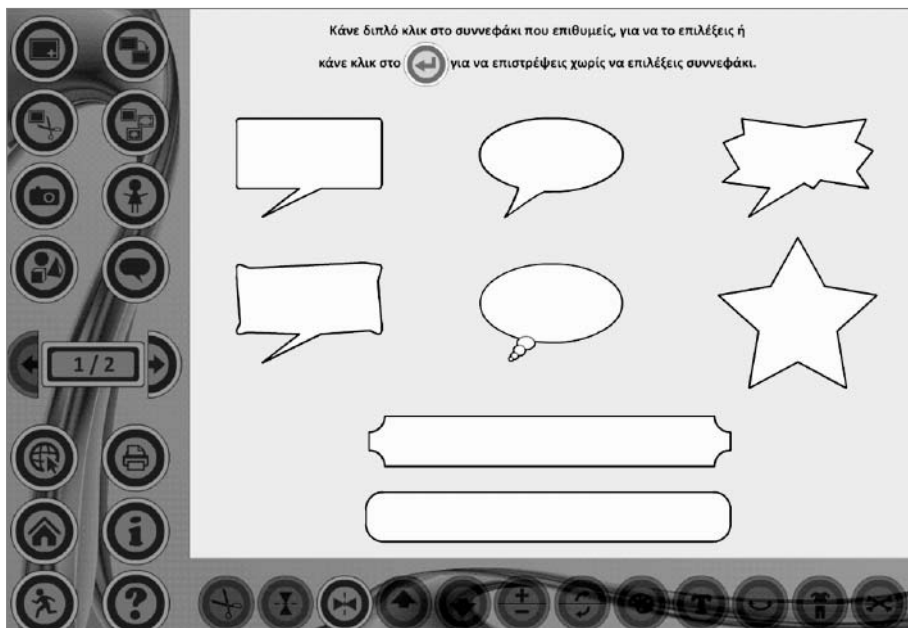 Κάνε διπλό κλικ στο συννεφάκι που επιθυμείς, για να το επιλέξεις ή
κάνε κλικ στο για να επιστρέψεις χωρίς να επιλέξεις συννεφάκι.
1 / 2
i
?
T